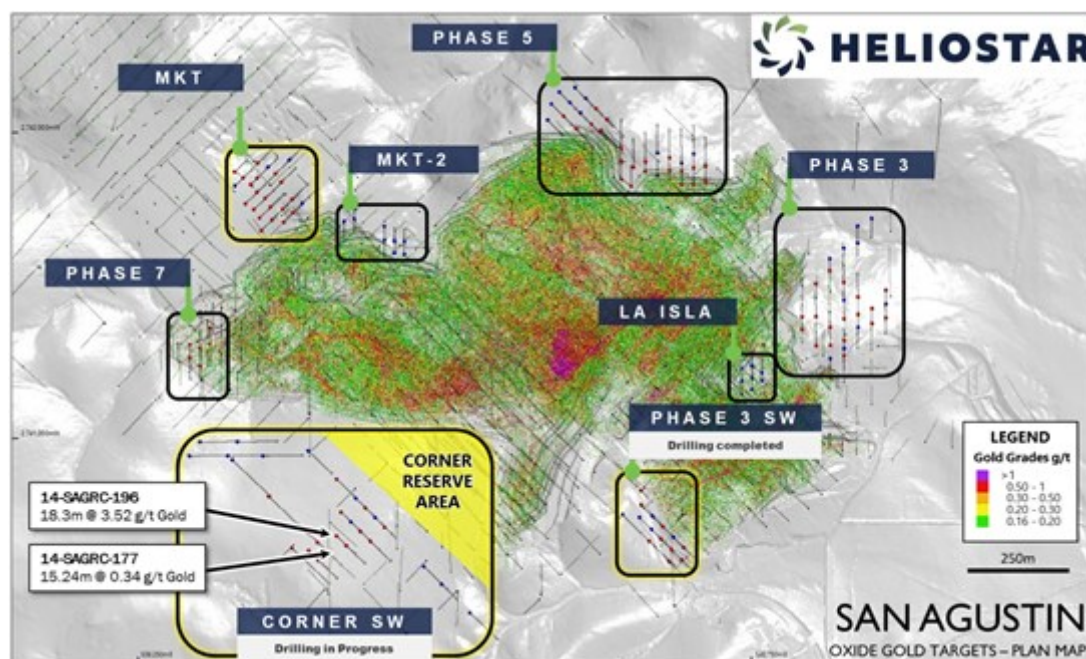 PHASE 5
HELIOSTAR
MKT
MKT-2
PHASE 3
PHASE 7
LA ISLA
PHASE 3 SW
Drilling completed
CORNER
RESERVE
AREA
14-SAGRC-196
18.3m @ 3.52 g/t Gold
14-SAGRC-177
15.24m @ 0.34 g/t Gold
CORNER SW
Drilling in Progress
LEGEND
Gold Grades g/t
>1
0.50 - 1
0.30 - 0.50
0.20 - 0.30
0.16 - 0.20
250m
SAN AGUSTIN
OXIDE GOLD TARGETS – PLAN MAP